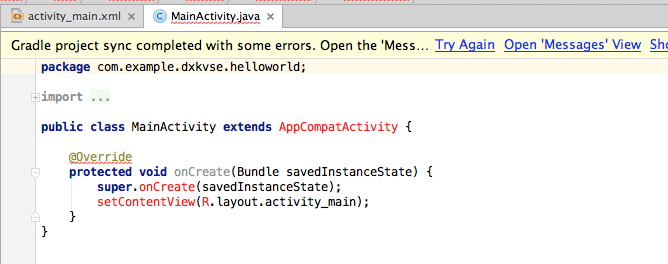 activity_main.xml × MainActivity.java ×
Gradle project sync completed with some errors. Open the 'Mess... Try Again Open 'Messages' View Sho
package com.example.dxkvse.helloworld;
import ...
public class MainActivity extends AppCompatActivity {
@Override
protected void onCreate(Bundle savedInstanceState) {
super.onCreate(savedInstanceState);
setContentView(R.layout.activity_main);
}
}